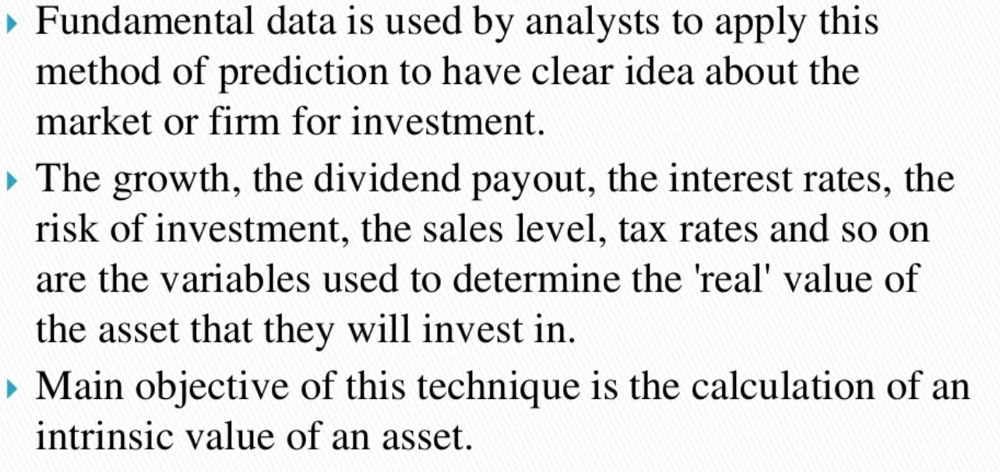 Fundamental data is used by analysts to apply this
method of prediction to have clear idea about the
market or firm for investment.
The growth, the dividend payout, the interest rates, the
risk of investment, the sales level, tax rates and so on
are the variables used to determine the 'real' value of
the asset that they will invest in.
Main objective of this technique is the calculation of an
intrinsic value of an asset.